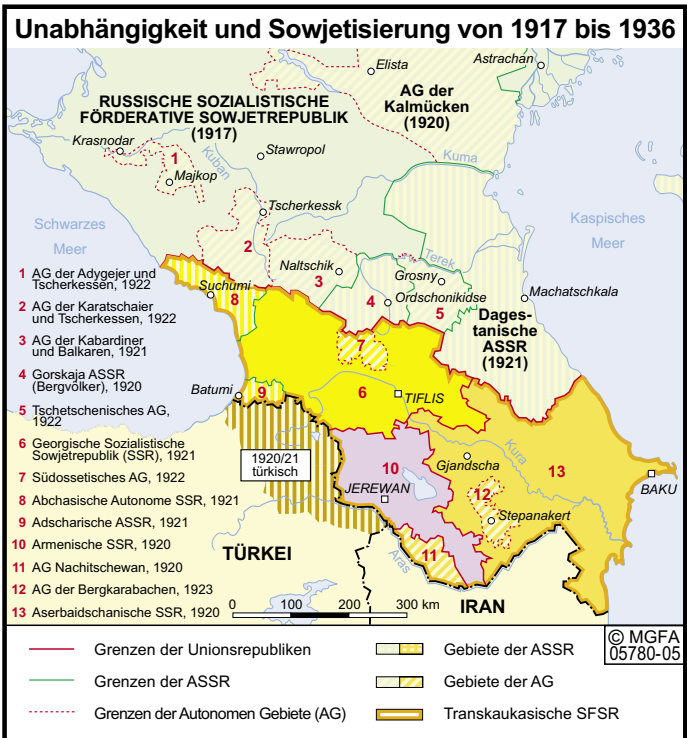 Unabhängigkeit und Sowjetisierung von 1917 bis 1936
Astrachan
Elista
AG der
Kalmücken
(1920)
RUSSISCHE SOZIALISTISCHE
FÖRDERATIVE SOWJETREPUBLIK
(1917)
Krasnodar
1
Majkop
Kuban
Stawropol
Kuma
Tscherkessk
2
Schwarzes
Meer
Kaspisches
Meer
Naltschik
3
Terek
Grosny
Ordschonikidse
4
5
Machatschkala
Dages-
tanische
ASSR
(1921)
Suchumi
8
7
Batumi
9
6
TIFLIS
1920/21
türkisch
Kura
10
Gjandscha
13
BAKU
JEREWAN
12
Stepanakert
11
Aras
TÜRKEI
IRAN
1 AG der Adygejer und
Tscherkessen, 1922
2 AG der Karatschaier
und Tscherkessen, 1922
3 AG der Kabardiner
und Balkaren, 1921
4 Gorskaja ASSR
(Bergvölker), 1920
5 Tschetschenisches AG,
1922
6 Georgische Sozialistische
Sowjetrepublik (SSR), 1921
7 Südossetisches AG, 1922
8 Abchasische Autonome SSR, 1921
9 Adscharische ASSR, 1921
10 Armenische SSR, 1920
11 AG Nachitschewan, 1920
12 AG der Bergkarabachen, 1923
13 Aserbaidschanische SSR, 1920
0 100 200 300 km
© MGFA
05780-05
Grenzen der Unionsrepubliken
Grenzen der ASSR
Grenzen der Autonomen Gebiete (AG)
Gebiete der ASSR
Gebiete der AG
Transkaukasische SFSR